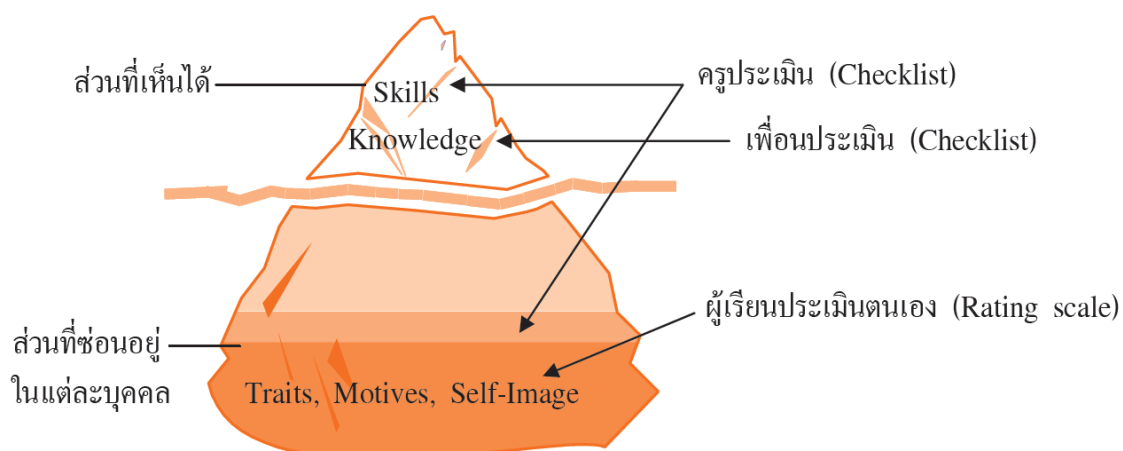 ส่วนที่เห็นได้
Skills
Knowledge
ครูประเมิน (Checklist)
เพื่อนประเมิน (Checklist)
ผู้เรียนประเมินตนเอง (Rating scale)
ส่วนที่ซ่อนอยู่
ในแต่ละบุคคล
Traits, Motives, Self-Image